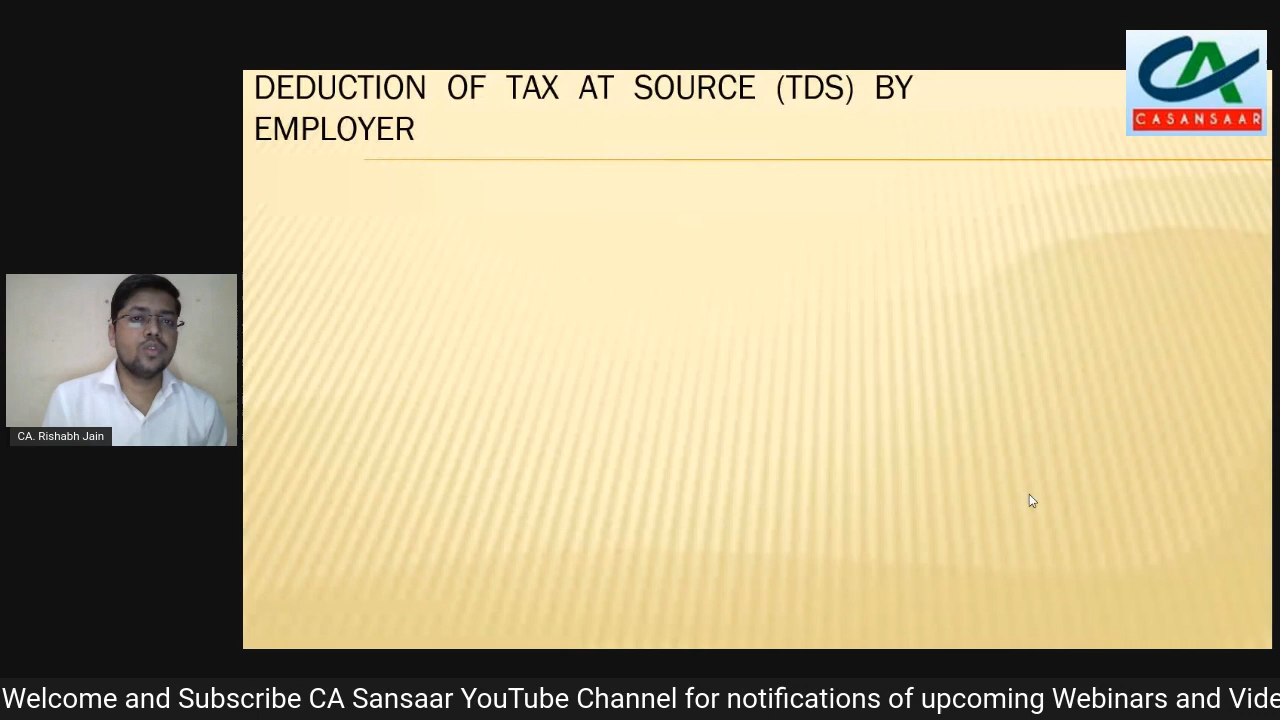 DEDUCTION OF TAX AT SOURCE (TDS) BY
EMPLOYER
CASANSAAR
CA. Rishabh Jain
Welcome and Subscribe CA Sansaar YouTube Channel for notifications of upcoming Webinars and Vide